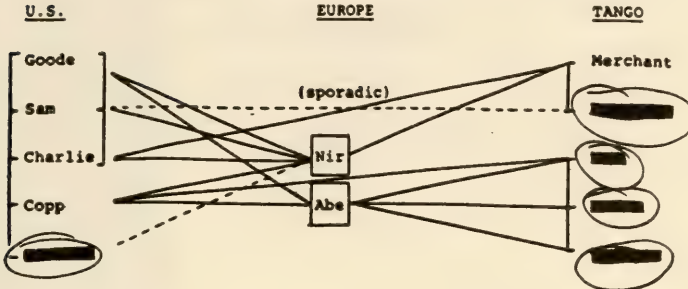 U.S. EUROPE TANGO
Goode Merchant
(sporadic)
Sam
Charlie Nir
Copp Abe